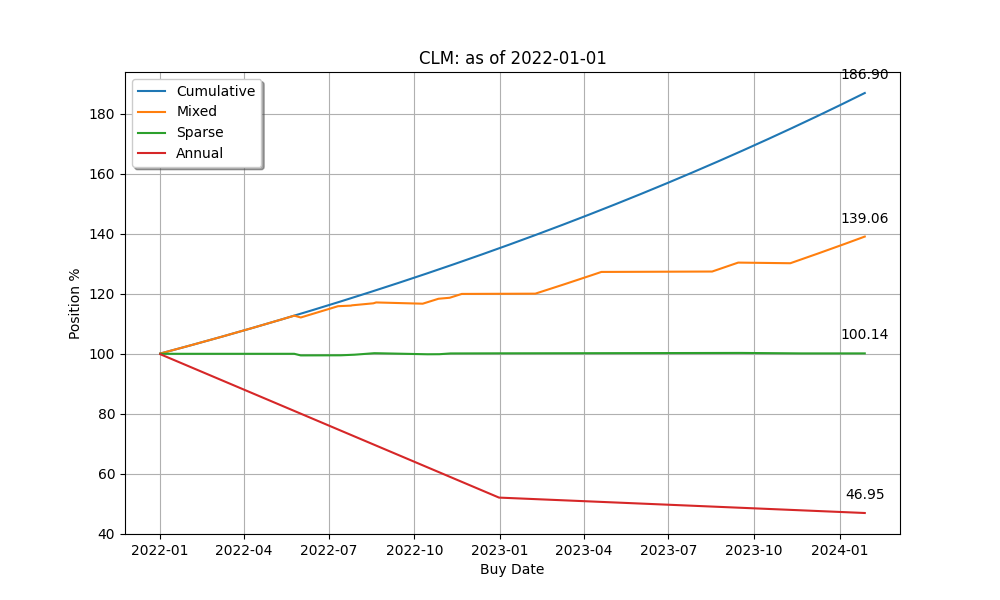 CLM: as of 2022-01-01
186.90
Cumulative
Mixed
Sparse
Annual
139.06
100.14
46.95
Position %
180
160
140
120
100
80
60
40
2022-01 2022-04 2022-07 2022-10 2023-01 2023-04 2023-07 2023-10 2024-01
Buy Date